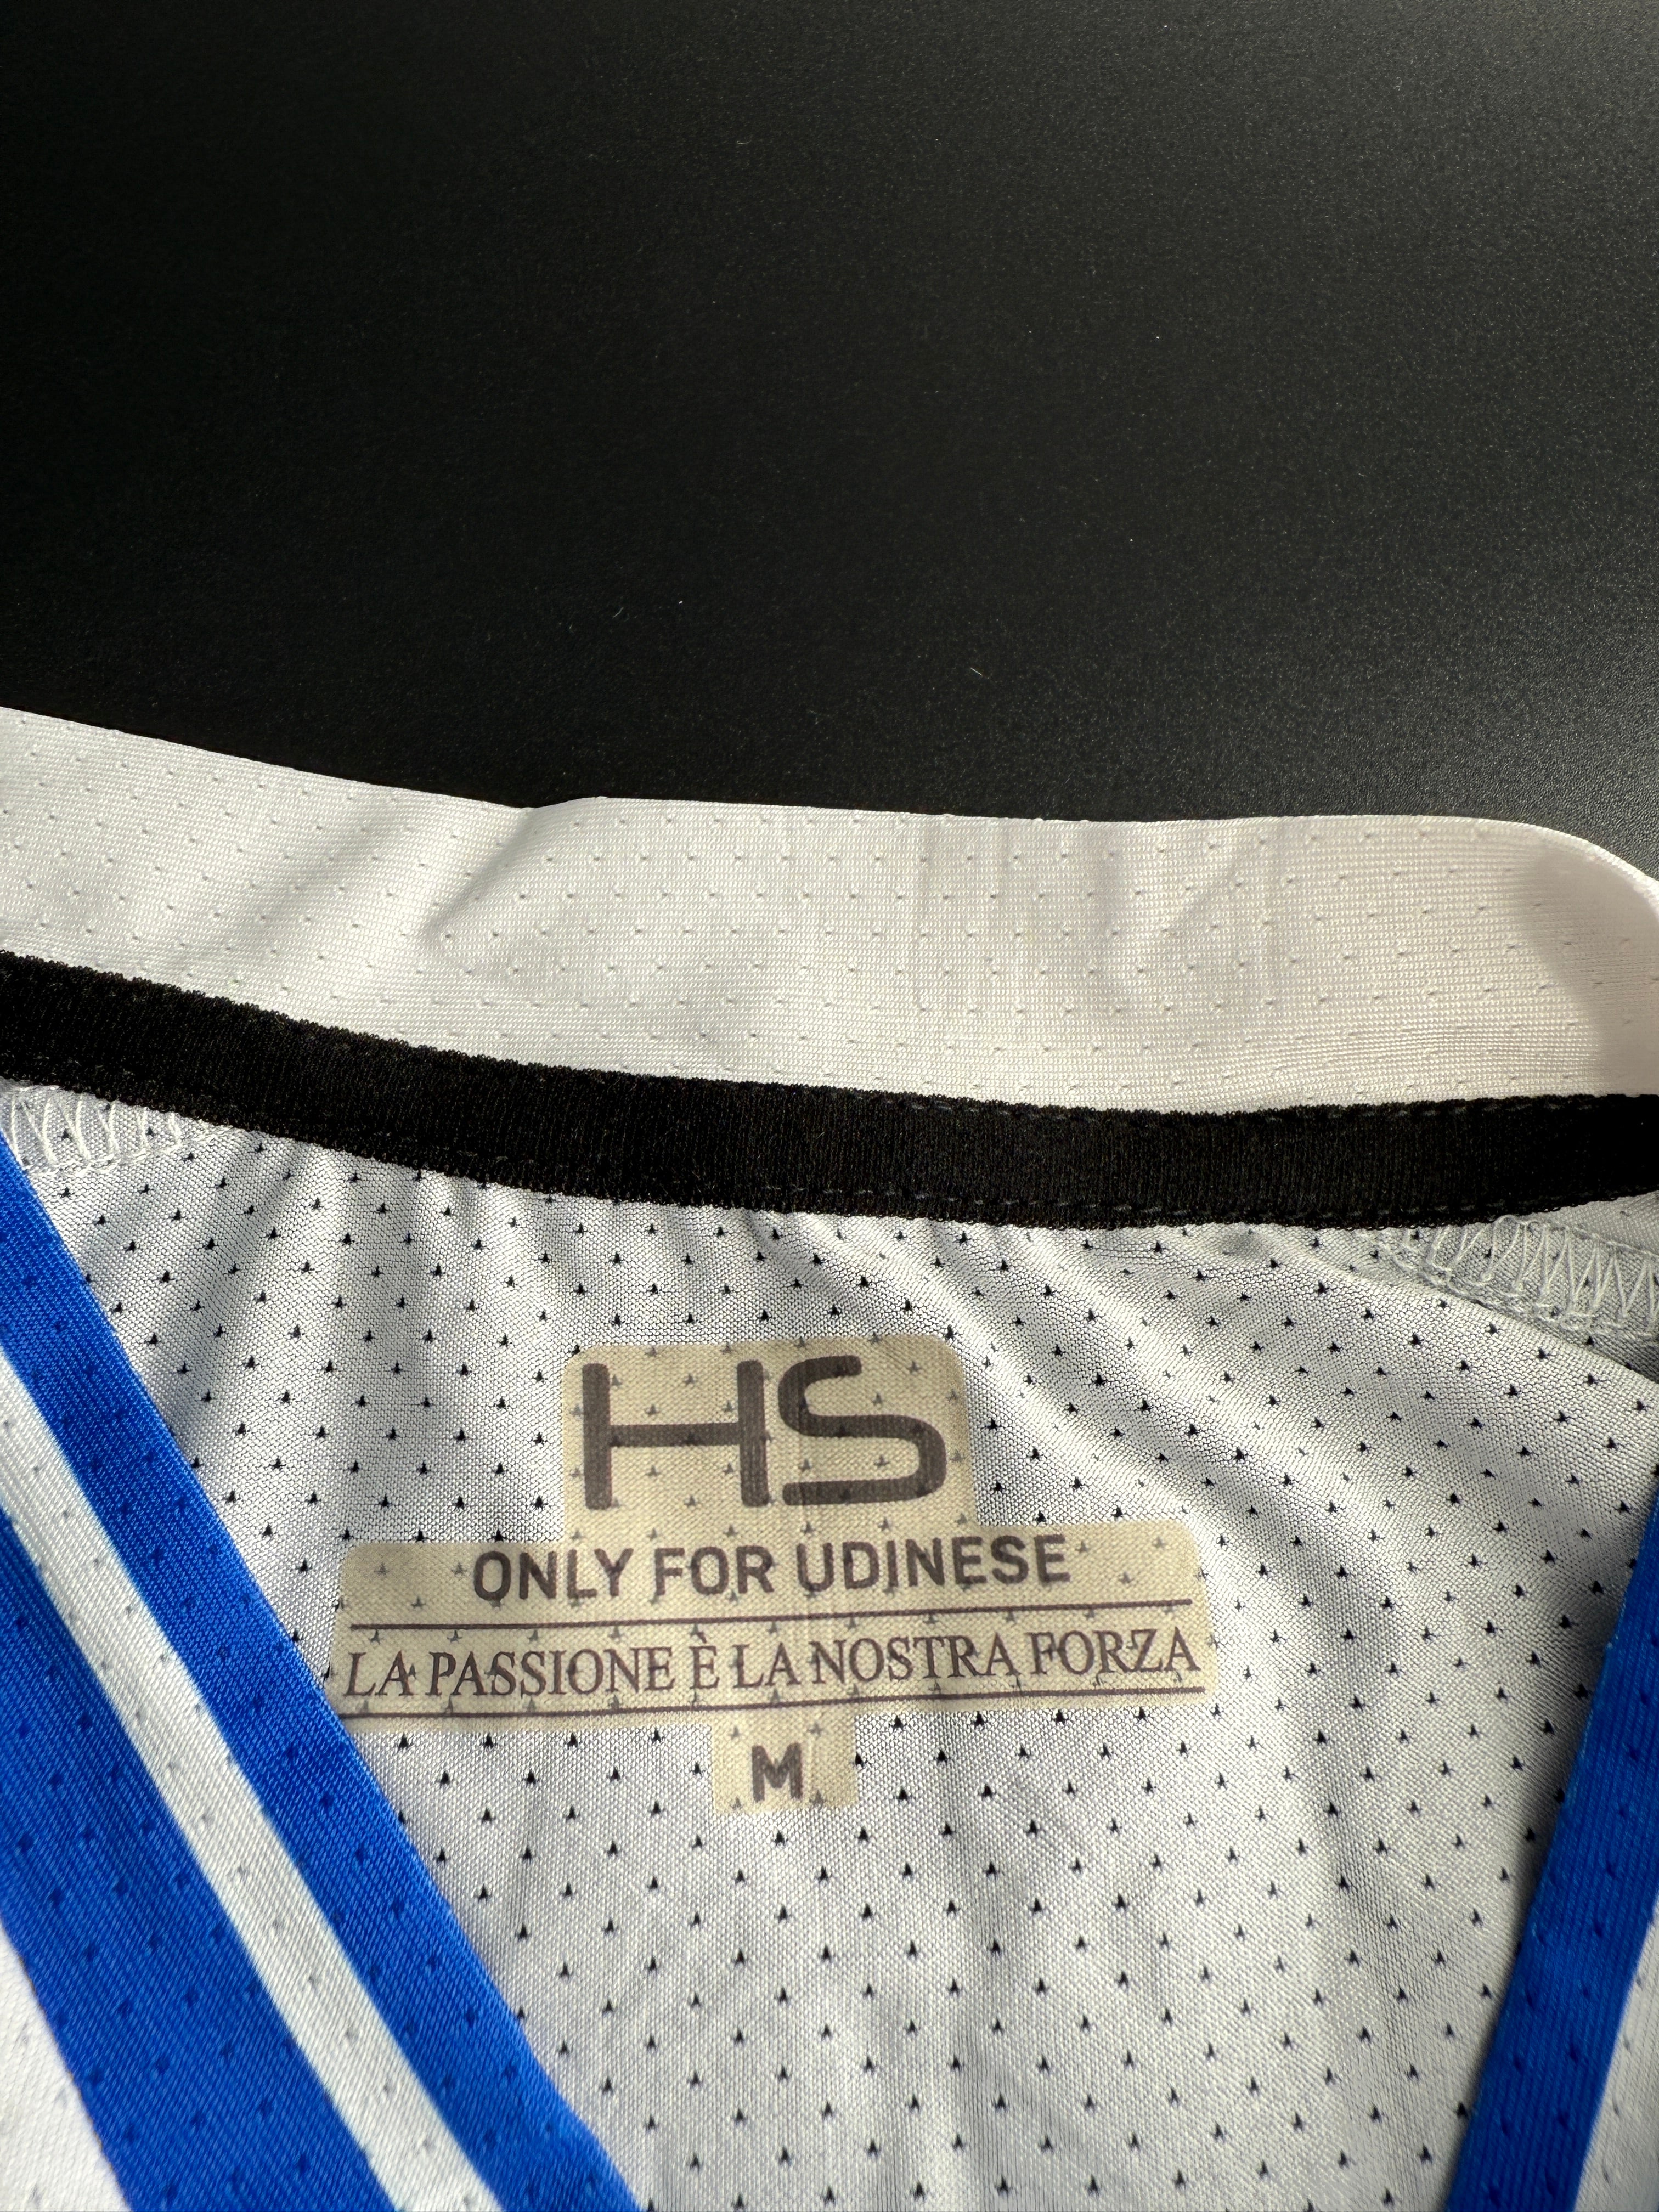 HS
ONLY FOR UDINESE
LA PASSIONE È LA NOSTRA FORZA
M